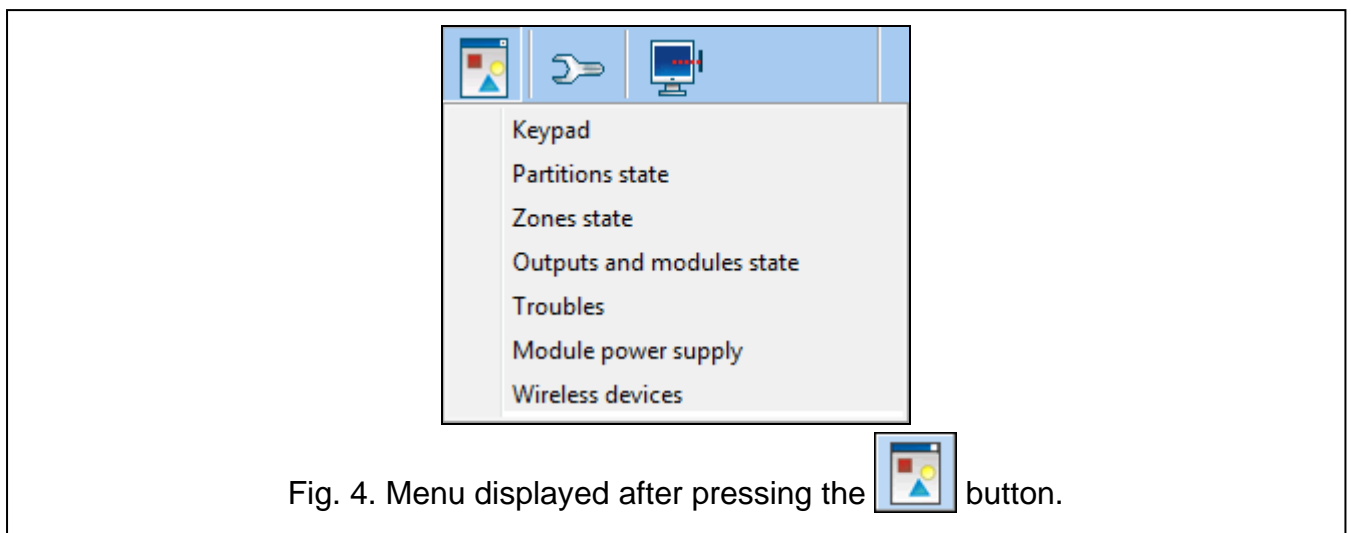 Keypad
Partitions state
Zones state
Outputs and modules state
Troubles
Module power supply
Wireless devices
Fig. 4. Menu displayed after pressing the button.